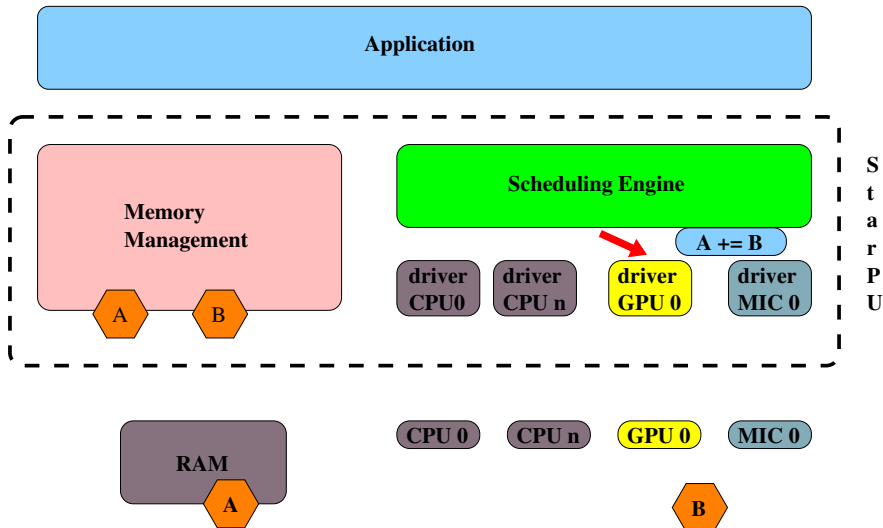 Application
Memory
Management
Scheduling Engine
A += B
driver
CPU0
driver
CPU n
driver
GPU 0
driver
MIC 0
A
B
S
t
a
r
P
U
CPU 0
CPU n
GPU 0
MIC 0
RAM
A
B